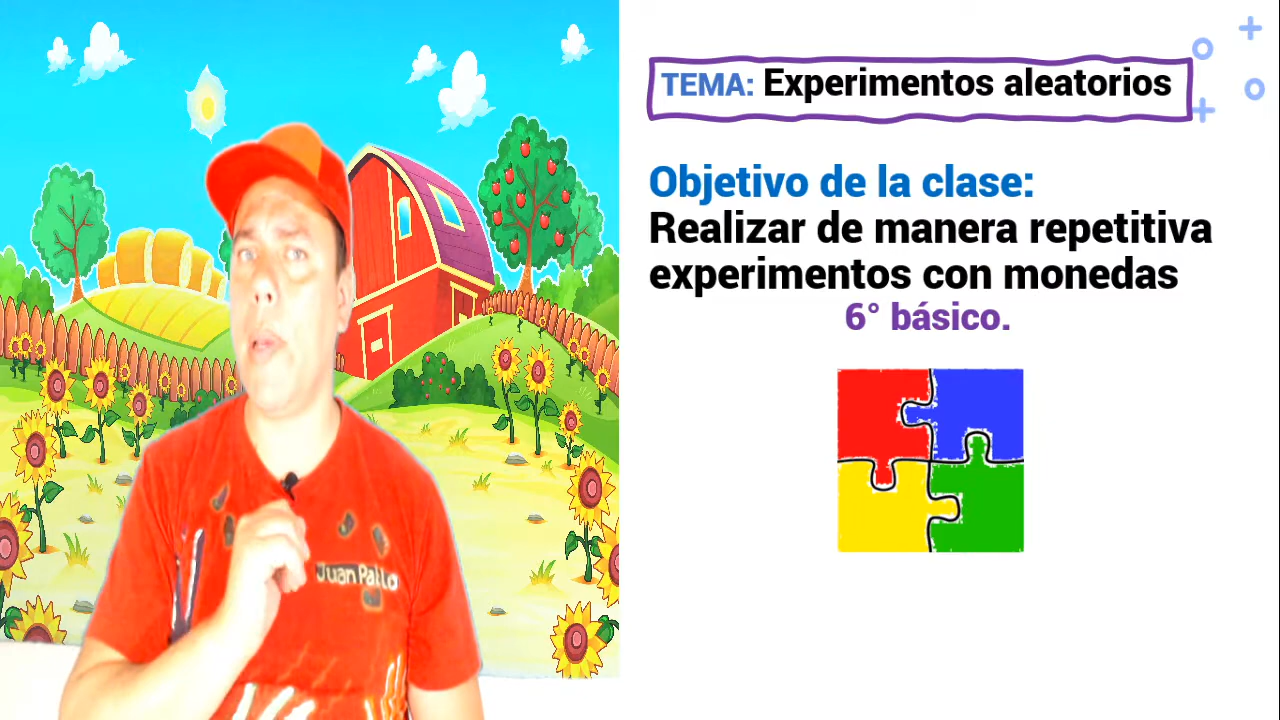 TEMA: Experimentos aleatorios
Objetivo de la clase:
Realizar de manera repetitiva
experimentos con monedas
6° básico.
Juan Pablo